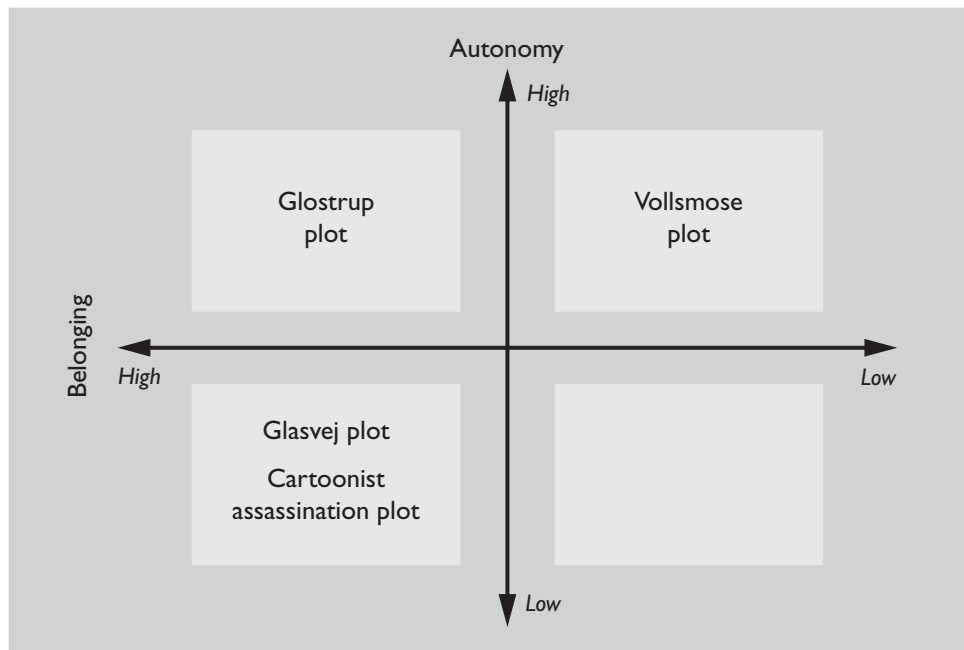 Autonomy
High
Glostrup
plot
Vollsmose
plot
Belonging
High
Low
Glasvej plot
Cartoonist
assassination plot
Low